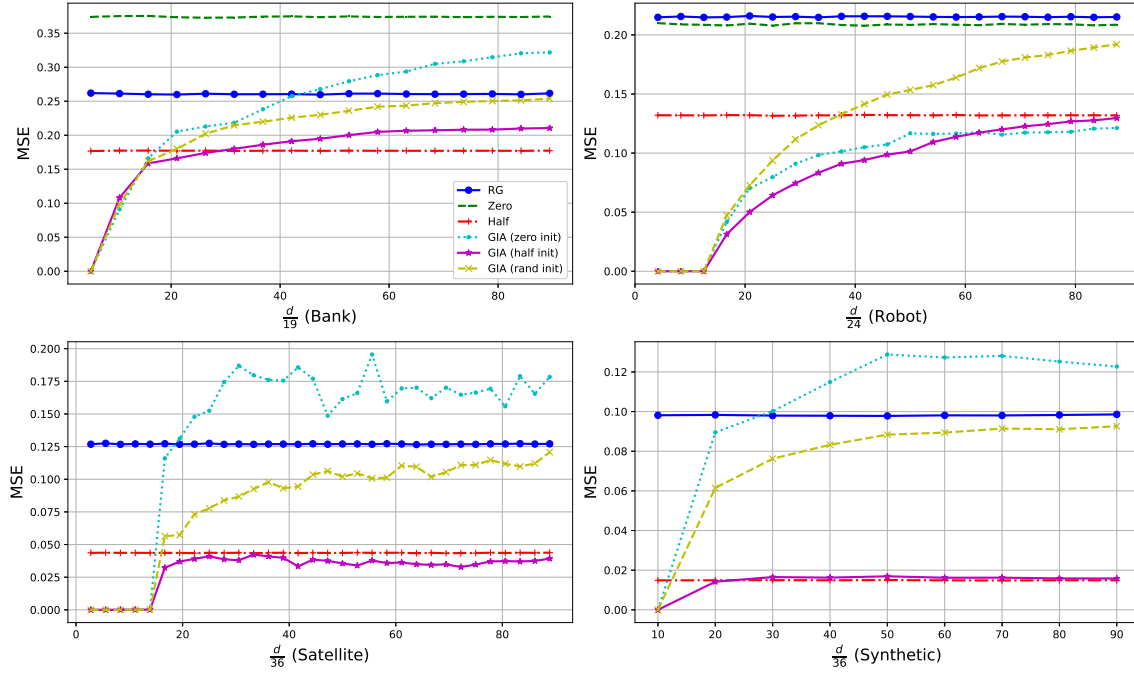 MSE
0.35
0.30
0.25
0.20
0.15
0.10
0.05
0.00
20 40 60 80
d/19 (Bank)
RG
Zero
Half
GIA (zero init)
GIA (half init)
GIA (rand init)
MSE
0.20
0.15
0.10
0.05
0.00
0 20 40 60 80
d/24 (Robot)
MSE
0.200
0.175
0.150
0.125
0.100
0.075
0.050
0.025
0.000
0 20 40 60 80
d/36 (Satellite)
MSE
0.12
0.10
0.08
0.06
0.04
0.02
0.00
10 20 30 40 50 60 70 80 90
d/36 (Synthetic)